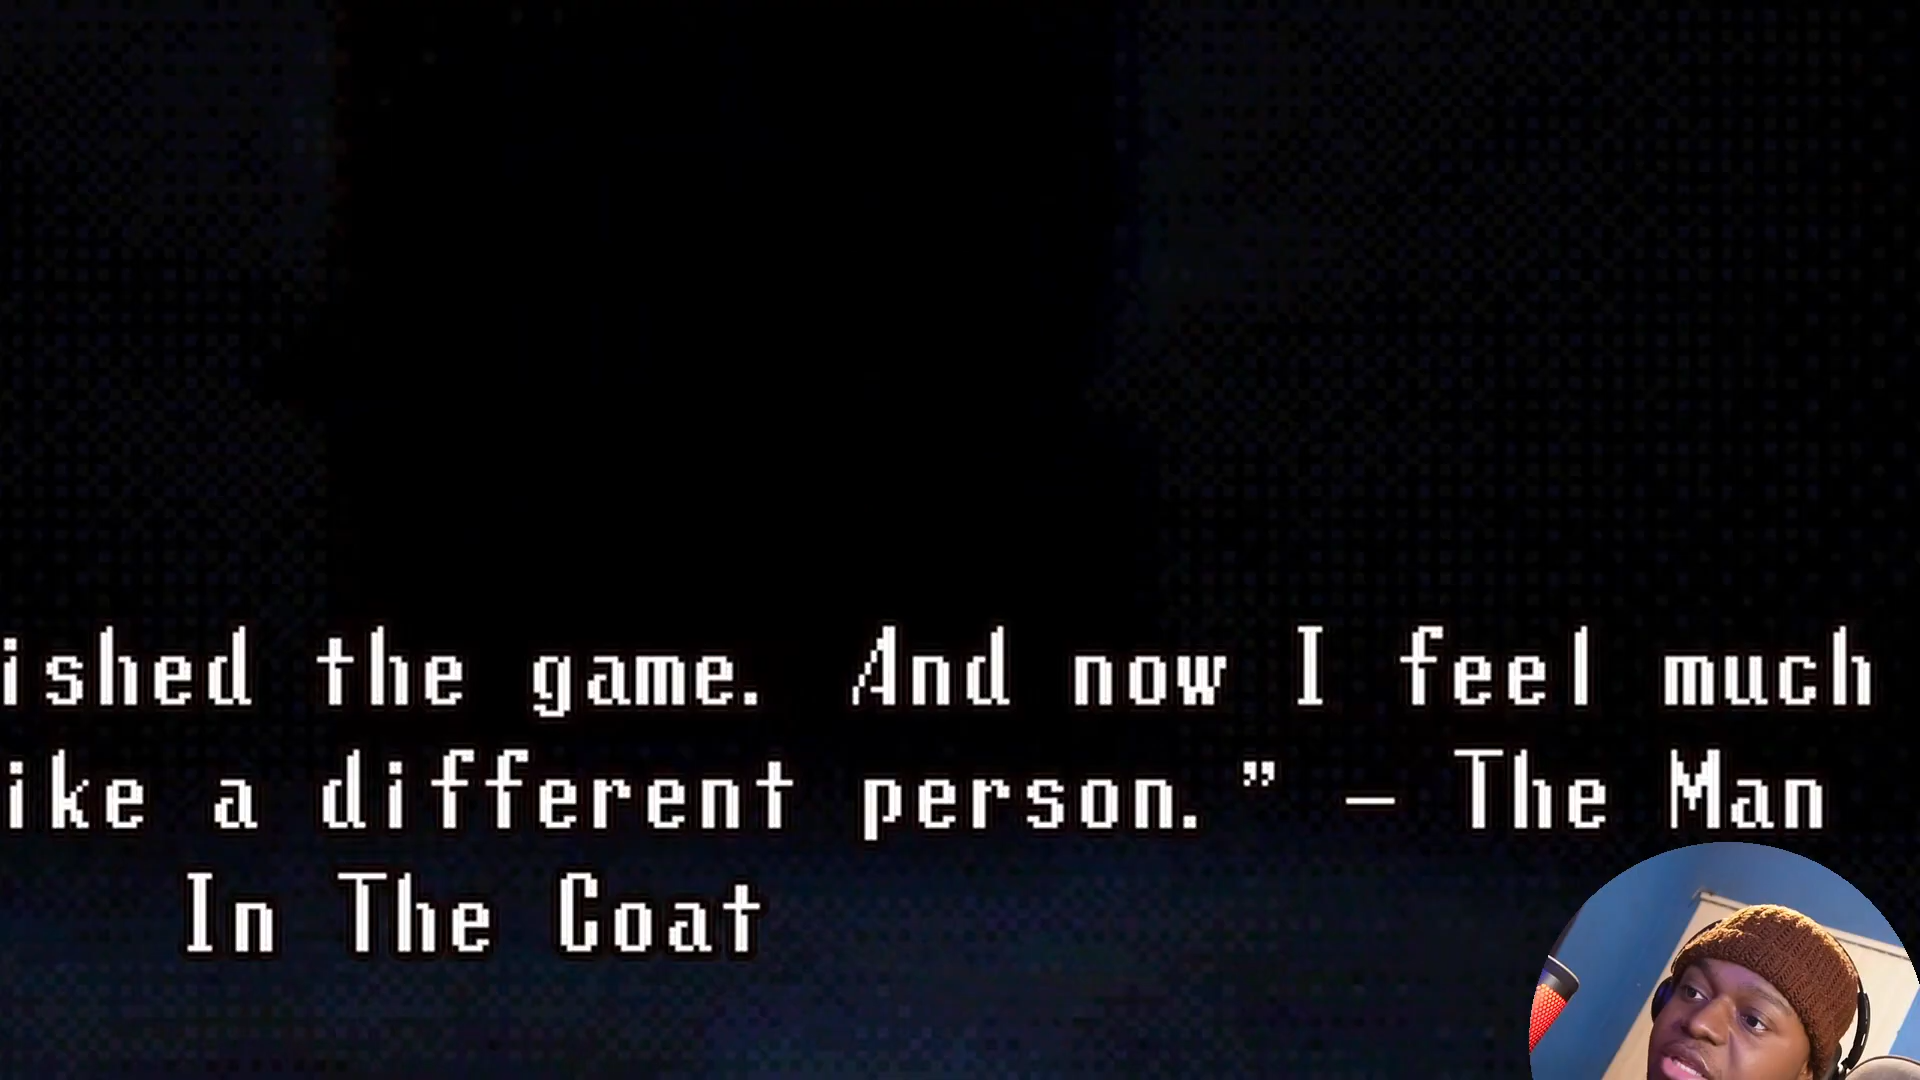 ished the game. And now I feel much
ike a different person.” – The Man
In The Coat